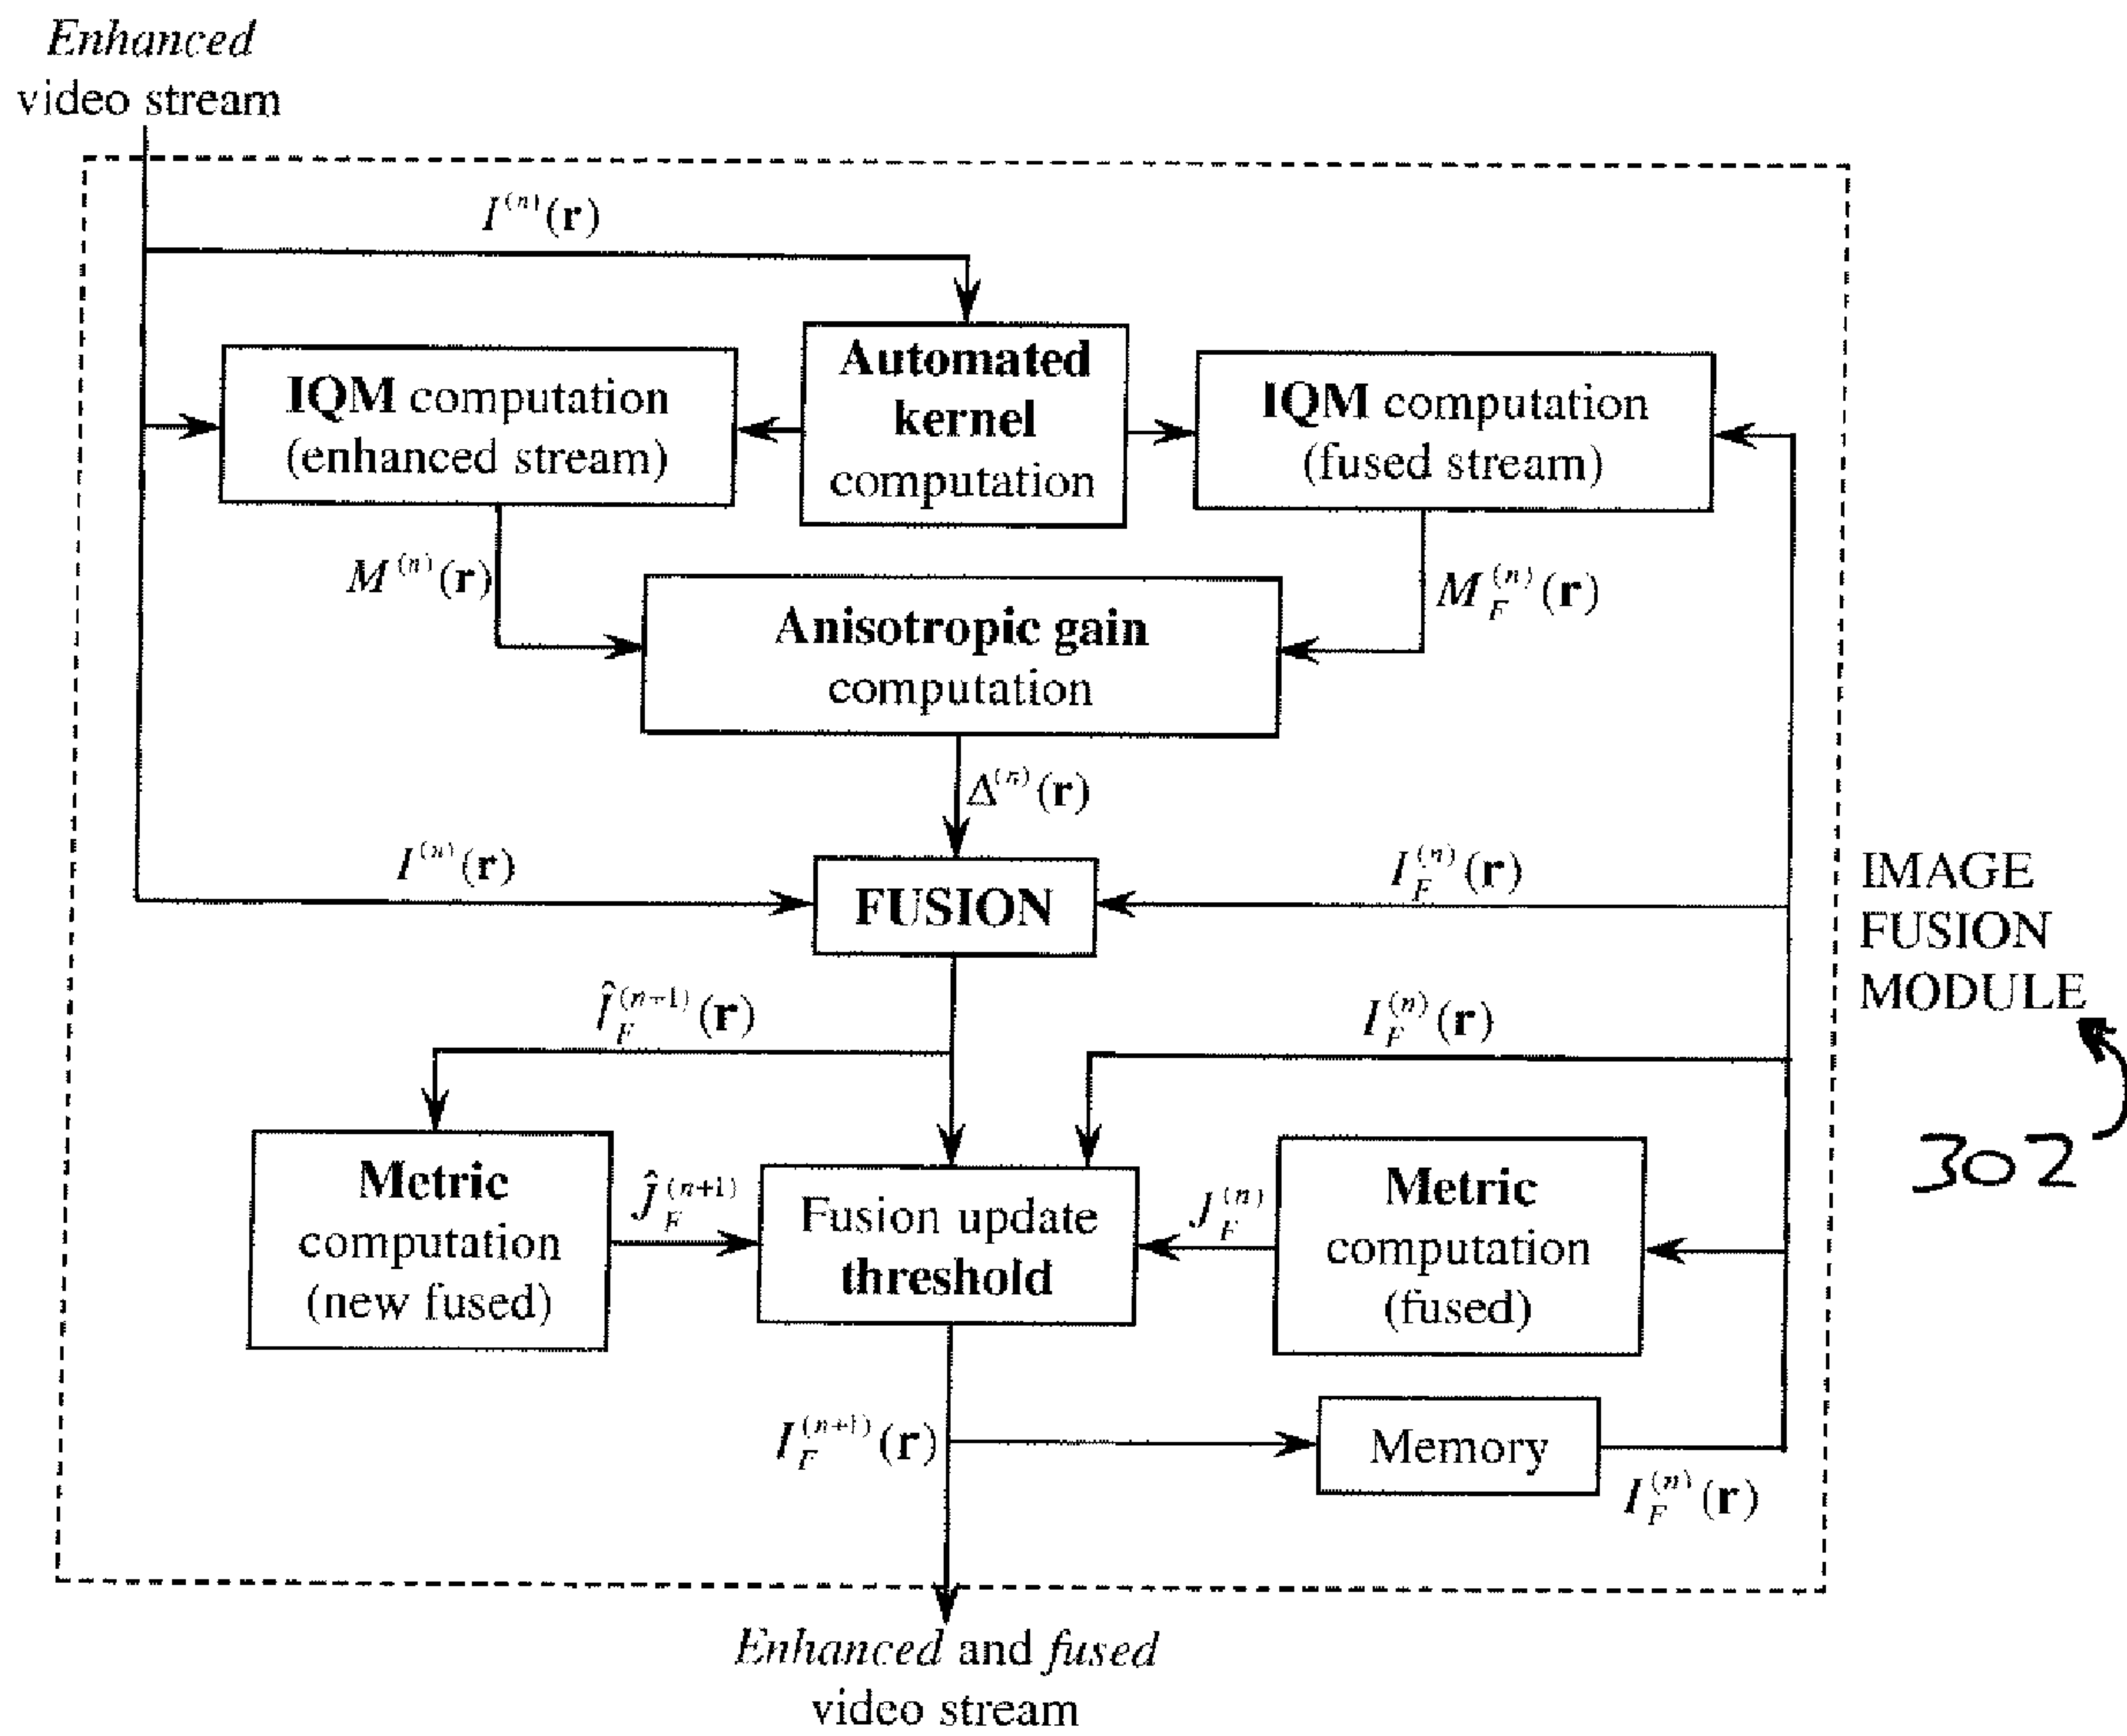 Enhanced
video stream
I^(n)(r)
IQM computation
(enhanced stream)
Automated
kernel
computation
IQM computation
(fused stream)
M^(n)(r)
M_F^(n)(r)
Anisotropic gain
computation
Δ^(n)(r)
I^(n)(r)
FUSION
I_F^(n)(r)
IMAGE
FUSION
MODULE
302
Î_F^(n+1)(r)
I_F^(n)(r)
Metric
computation
(new fused)
Ĵ_F^(n+1)
Fusion update
threshold
J_F^(n)
Metric
computation
(fused)
I_F^(n+1)(r)
Memory
I_F^(n)(r)
Enhanced and fused
video stream